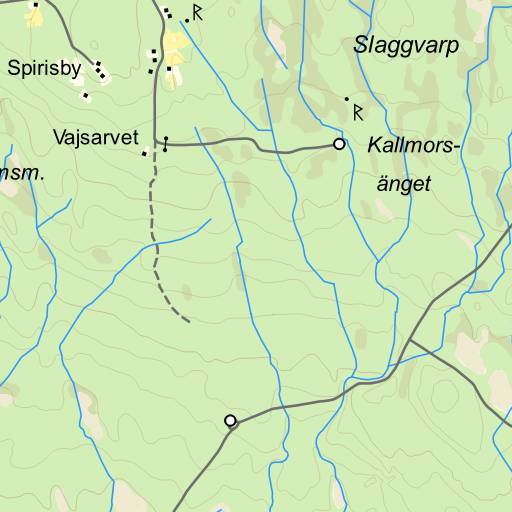 Slaggvarp
Spirisby
Vajsarvet
Kallmors-
änget
nsm.